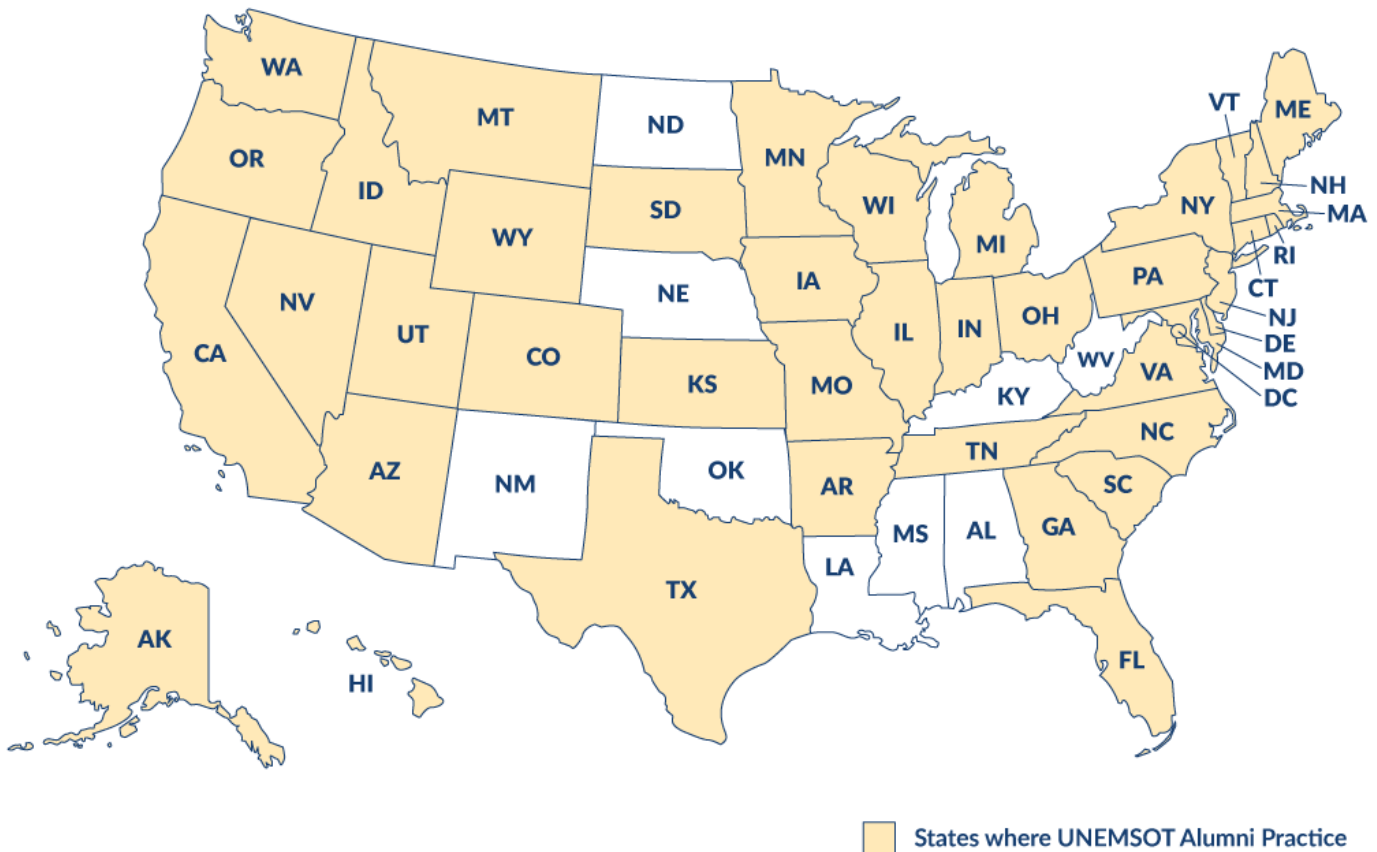 WA
MT
ND
MN
VT
ME
OR
ID
SD
WI
NY
NH
MA
WY
MI
RI
NV
NE
IA
PA
CT
CA
UT
CO
IL
IN
OH
NJ
DE
KS
MO
WV
VA
MD
DC
KY
AZ
NM
OK
AR
TN
NC
SC
MS
AL
GA
LA
TX
AK
HI
FL
States where UNEMSOT Alumni Practice